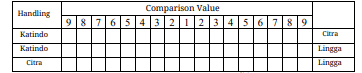 Handling Comparison Value
9 8 7 6 5 4 3 2 1 2 3 4 5 6 7 8 9
Katindo Citra
Katindo Lingga
Citra Lingga